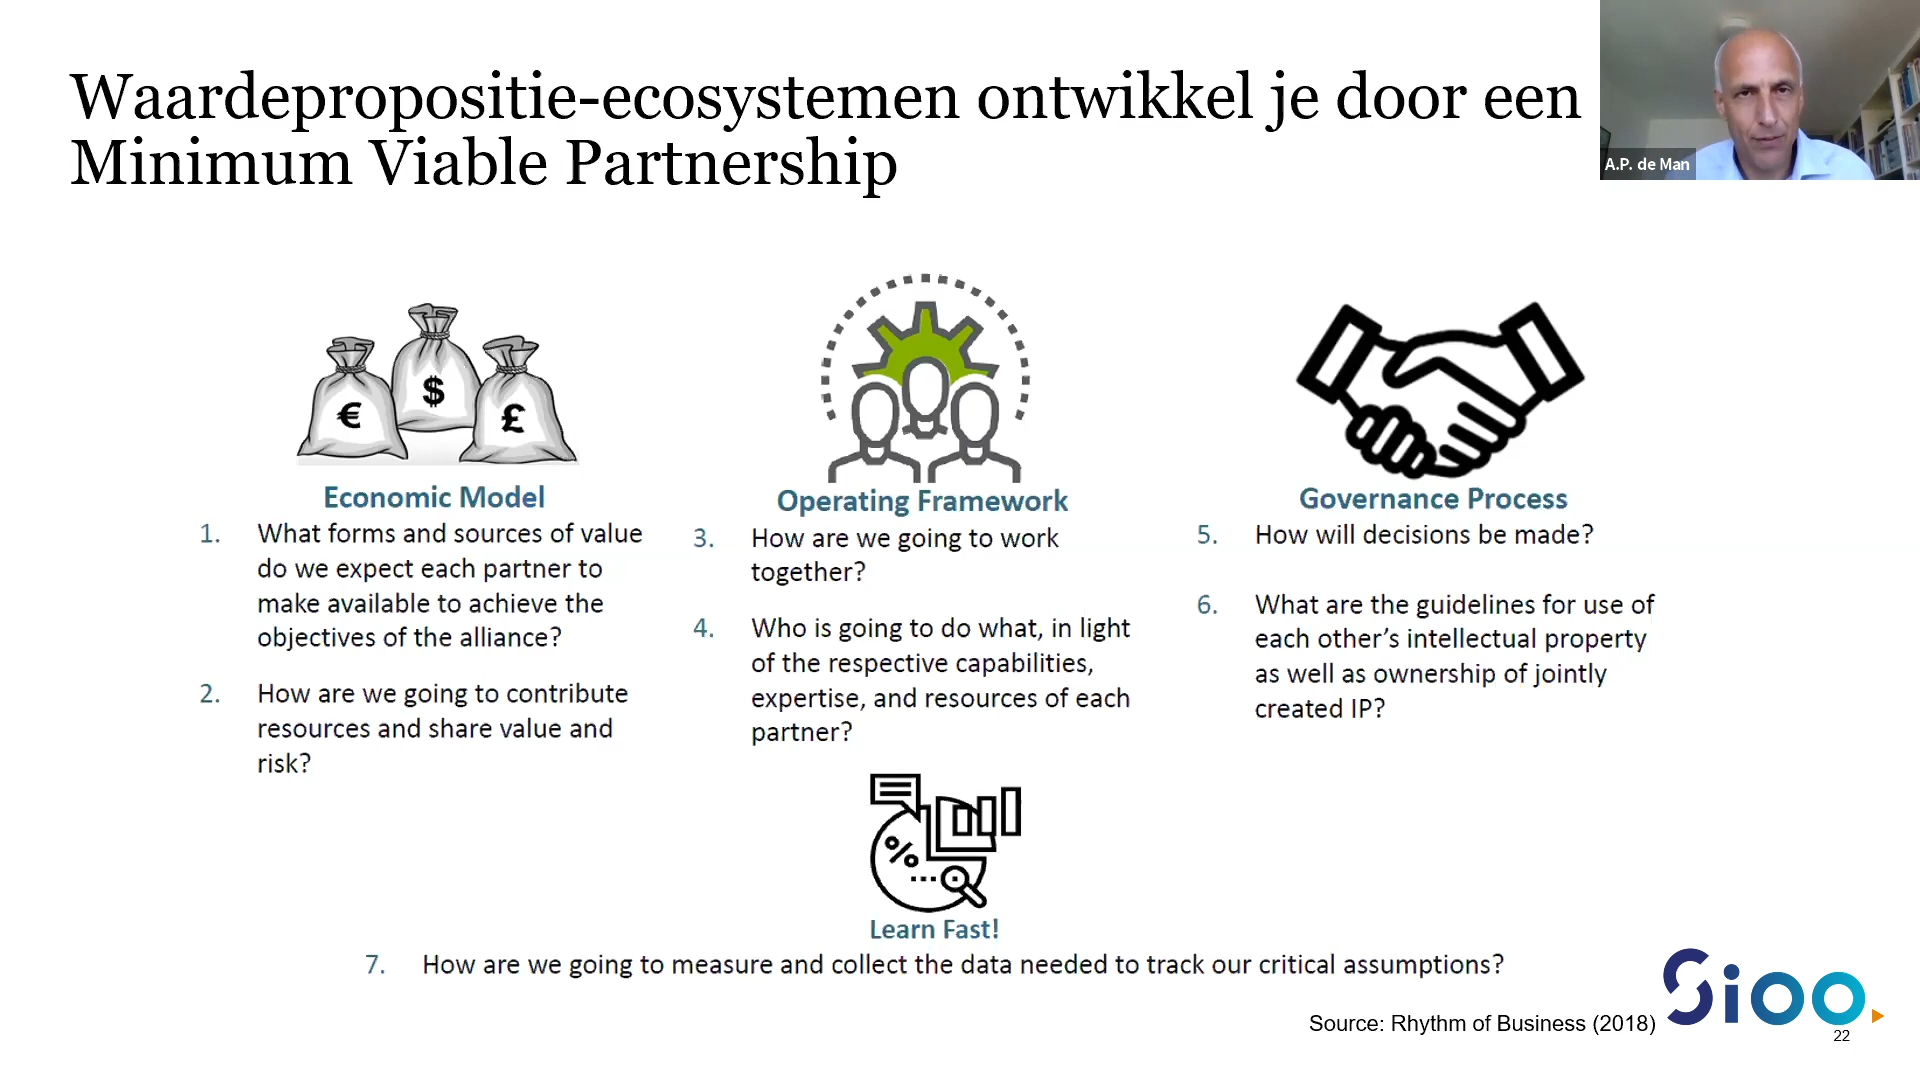 Waardepropositie-ecosystemen ontwikkel je door een
Minimum Viable Partnership
A.P. de Man
€
$
£
Economic Model
1. What forms and sources of value
do we expect each partner to
make available to achieve the
objectives of the alliance?
2. How are we going to contribute
resources and share value and
risk?
Operating Framework
3. How are we going to work
together?
4. Who is going to do what, in light
of the respective capabilities,
expertise, and resources of each
partner?
Governance Process
5. How will decisions be made?
6. What are the guidelines for use of
each other’s intellectual property
as well as ownership of jointly
created IP?
%
Learn Fast!
7. How are we going to measure and collect the data needed to track our critical assumptions?
Source: Rhythm of Business (2018)
Sioo
22